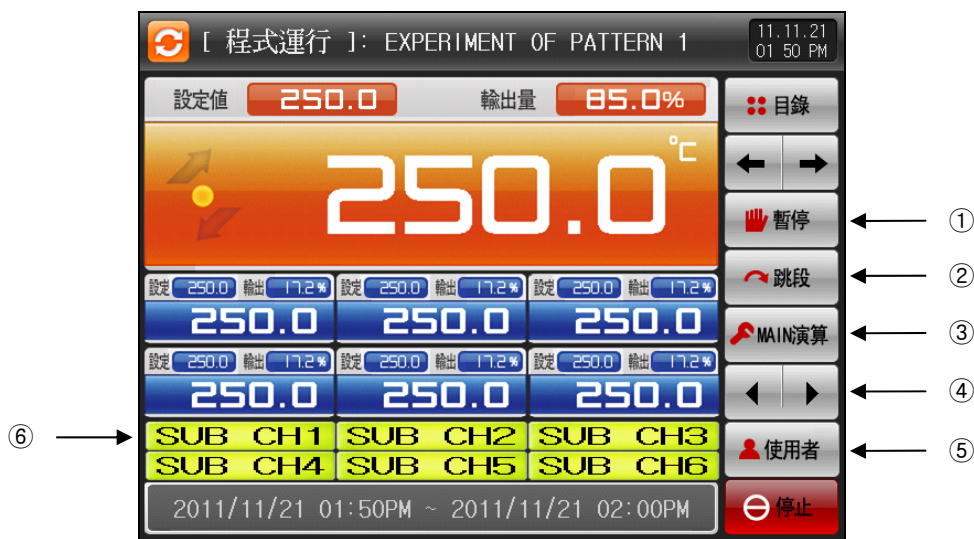 [ 程式運行 ]: EXPERIMENT OF PATTERN 1
11.11.21
01 50 PM
設定值 250.0 輸出量 85.0%
250.0 ℃
設定 250.0 輸出 17.2% 設定 250.0 輸出 17.2% 設定 250.0 輸出 17.2%
250.0 250.0 250.0
設定 250.0 輸出 17.2% 設定 250.0 輸出 17.2% 設定 250.0 輸出 17.2%
250.0 250.0 250.0
SUB CH1 SUB CH2 SUB CH3
SUB CH4 SUB CH5 SUB CH6
2011/11/21 01:50PM ~ 2011/11/21 02:00PM
目錄
暫停
跳段
MAIN演算
使用者
停止
①
②
③
④
⑤
⑥